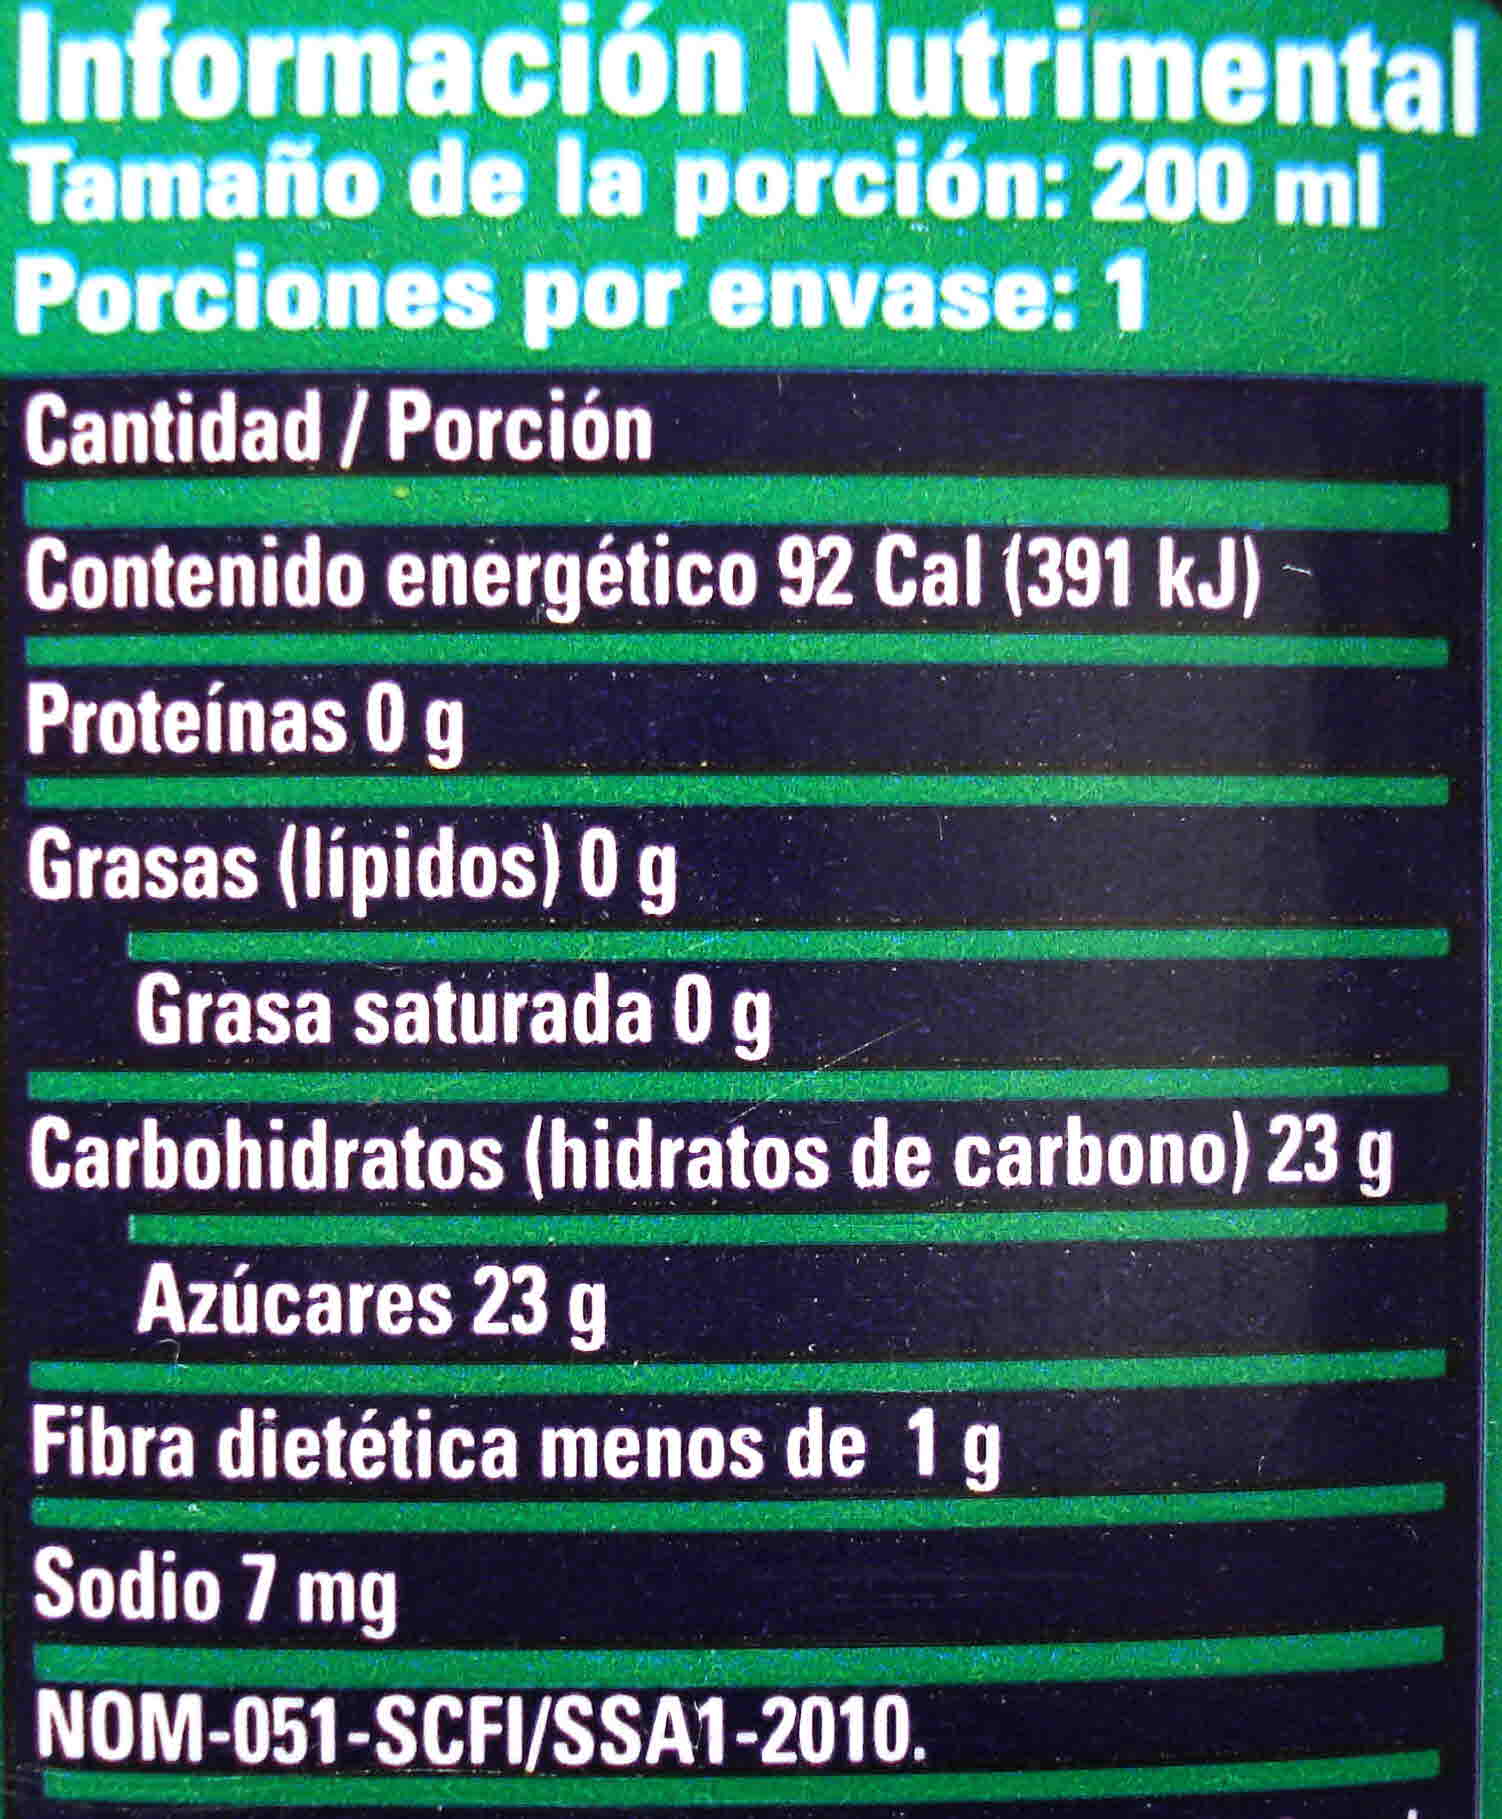 Información Nutrimental
Tamaño de la porción: 200 ml
Porciones por envase: 1
Cantidad / Porción
Contenido energético 92 Cal (391 kJ)
Proteínas 0 g
Grasas (lípidos) 0 g
Grasa saturada 0 g
Carbohidratos (hidratos de carbono) 23 g
Azúcares 23 g
Fibra dietética menos de 1 g
Sodio 7 mg
NOM-051-SCFI/SSA1-2010.